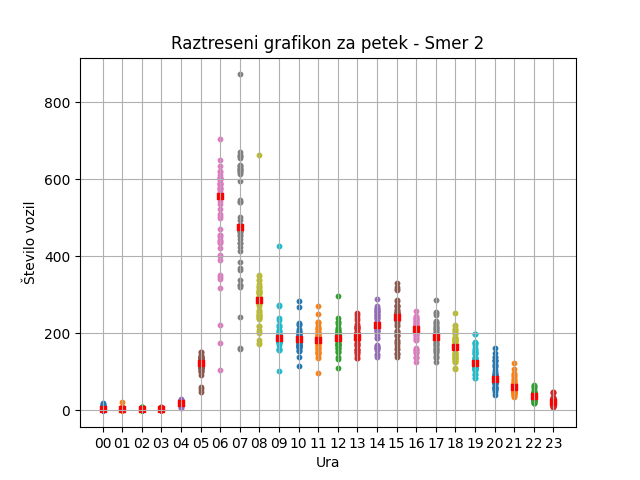 Raztreseni grafikon za petek - Smer 2
800
600
400
200
0
Število vozil
00 01 02 03 04 05 06 07 08 09 10 11 12 13 14 15 16 17 18 19 20 21 22 23
Ura